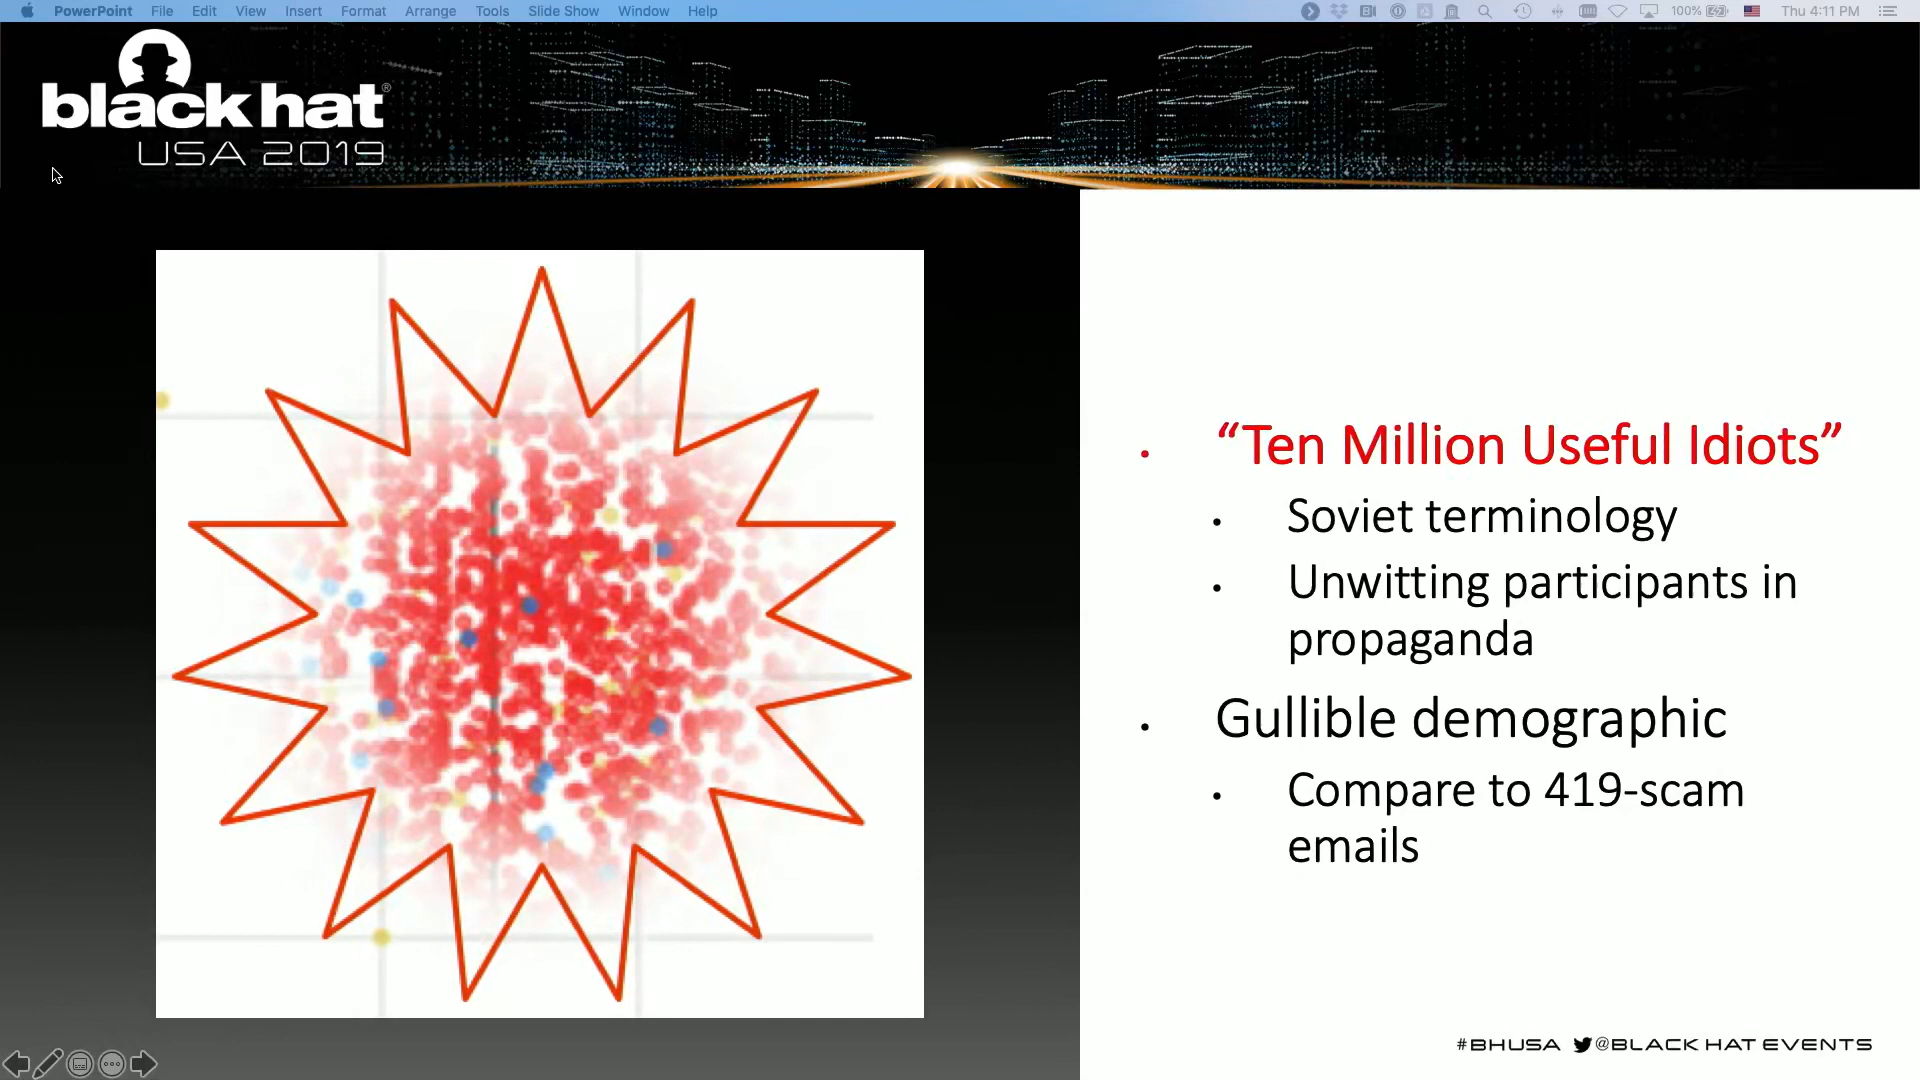 PowerPoint File Edit View Insert Format Arrange Tools Slide Show Window Help 100% Thu 4:11 PM
black hat®
USA 2019
• “Ten Million Useful Idiots”
• Soviet terminology
• Unwitting participants in
propaganda
• Gullible demographic
• Compare to 419-scam
emails
#BHUSA @BLACK HAT EVENTS